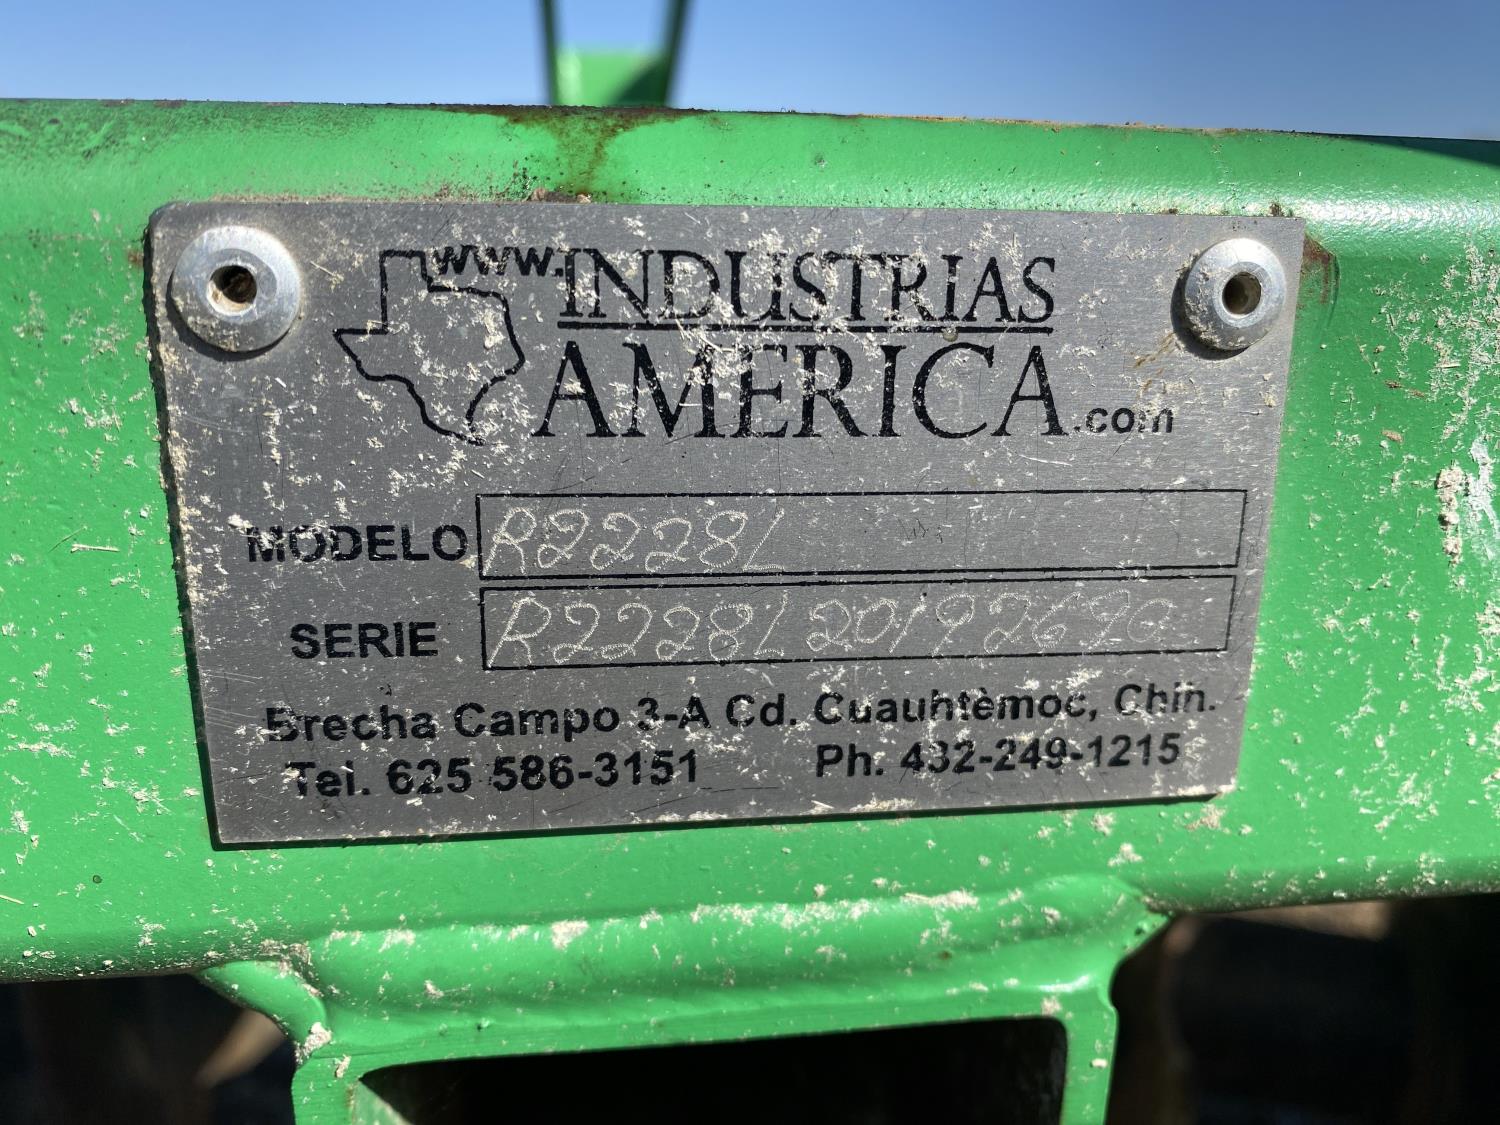 www.INDUSTRIAS
AMERICA.com
MODELO R2228L
SERIE R2228L20192690
Brecha Campo 3-A Cd. Cuauhtèmoc, Chih.
Tel. 625 586-3151 Ph. 432-249-1215